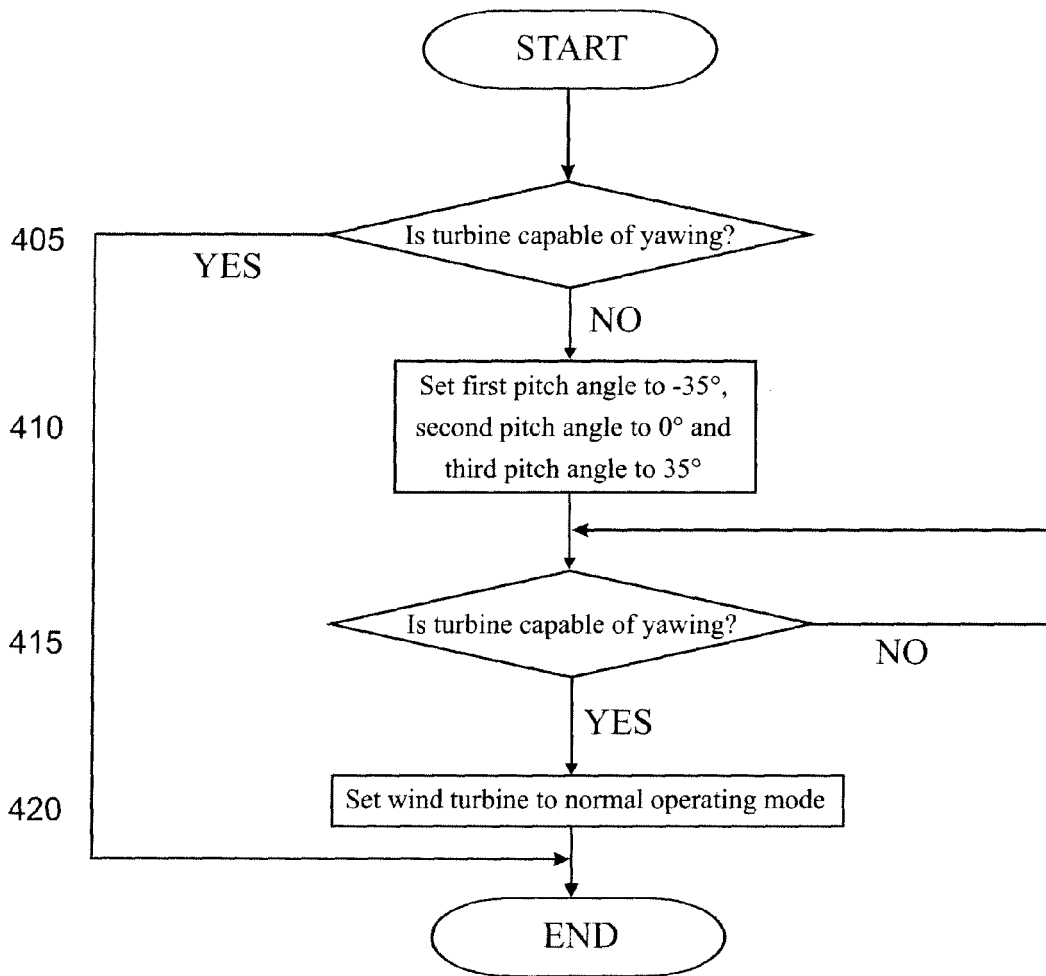 START
405
Is turbine capable of yawing?
YES
NO
410
Set first pitch angle to -35°,
second pitch angle to 0° and
third pitch angle to 35°
415
Is turbine capable of yawing?
NO
YES
420
Set wind turbine to normal operating mode
END